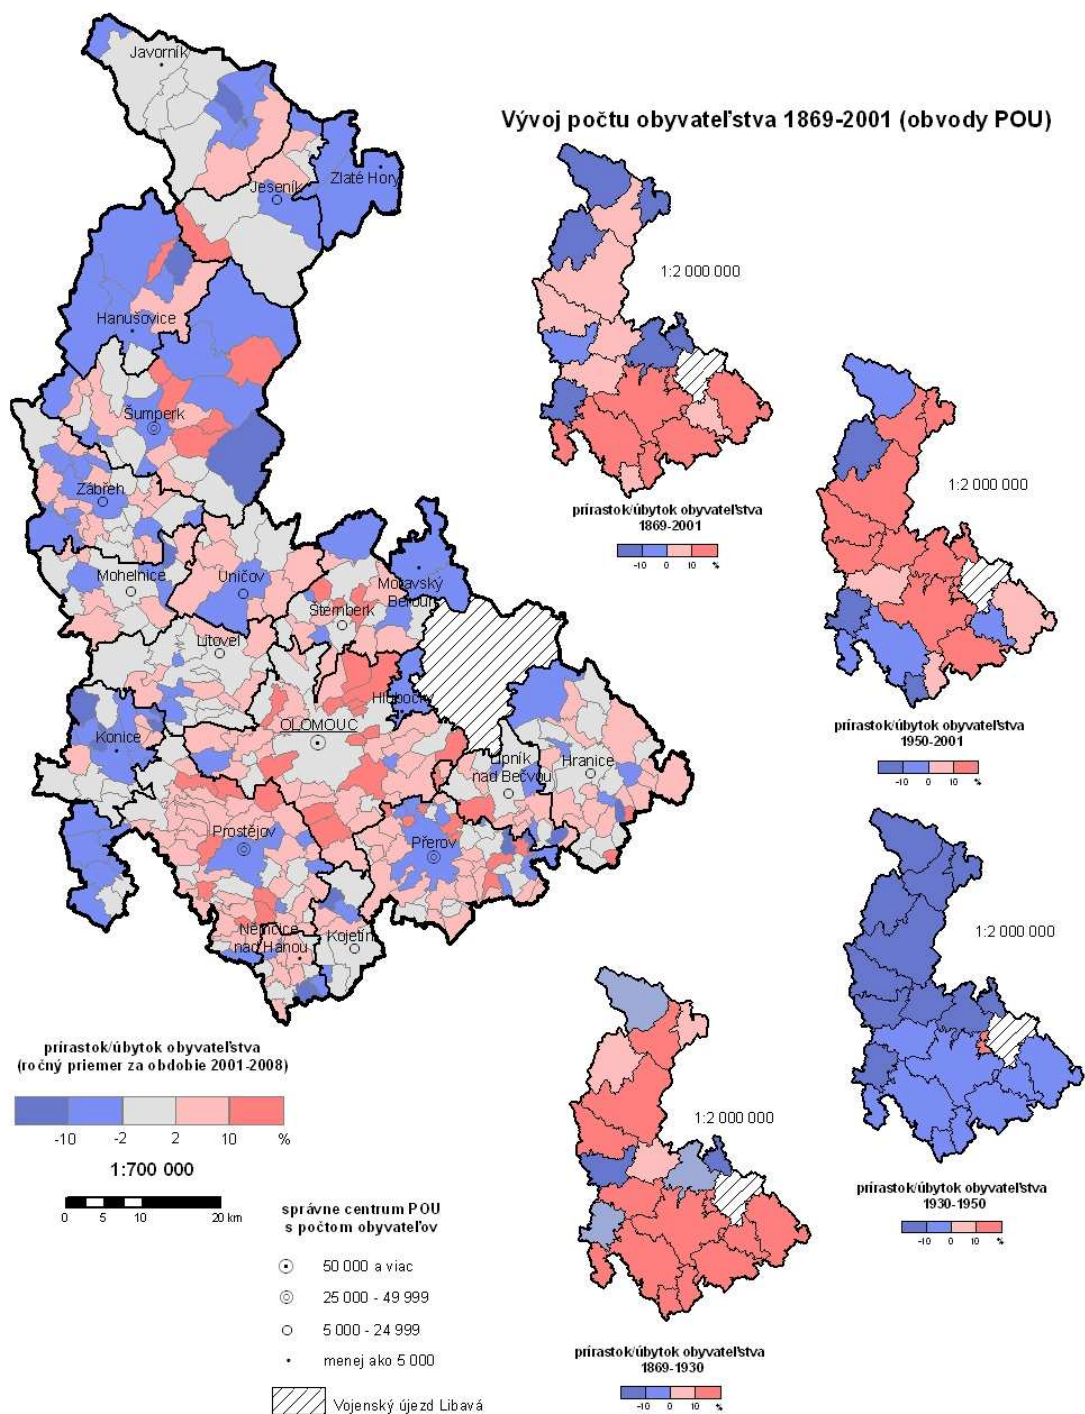 Vývoj počtu obyvateľstva 1869-2001 (obvody POU)
Javorník
Zlaté Hory
Jeseník
Hanušovice
Šumperk
Zábřeh
Mohelnice
Uničov
Moravský
Beroun
Šternberk
Litovel
Hlubočky
OLOMOUC
Konice
Lipník
nad Bečvou
Hranice
Prostějov
Přerov
Němčice
nad Hanou
Kojetín
1:2 000 000
prírastok/úbytok obyvateľstva
1869-2001
-10 0 10 %
1:2 000 000
prírastok/úbytok obyvateľstva
1950-2001
-10 0 10 %
1:2 000 000
prírastok/úbytok obyvateľstva
1930-1950
-10 0 10 %
1:2 000 000
prírastok/úbytok obyvateľstva
1869-1930
-10 0 10 %
prírastok/úbytok obyvateľstva
(ročný priemer za obdobie 2001-2008)
-10 -2 2 10 %
1:700 000
0 5 10 20 km
správne centrum POU
s počtom obyvateľov
50 000 a viac
25 000 - 49 999
5 000 - 24 999
menej ako 5 000
Vojenský újezd Libavá